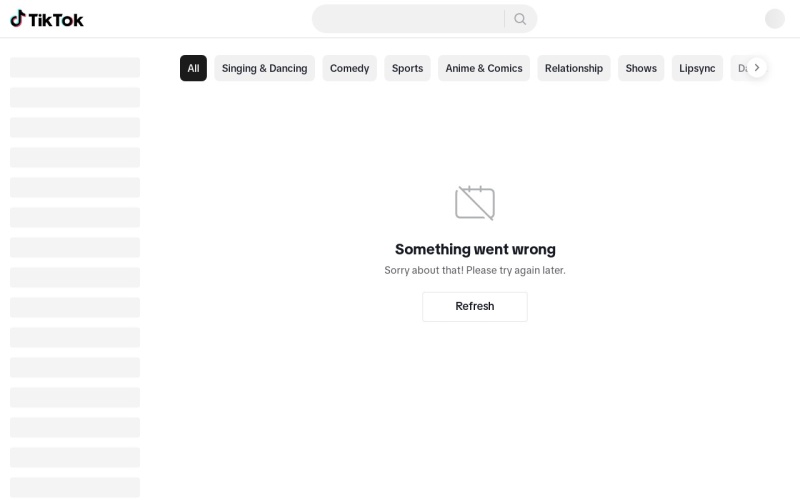 TikTok
All
Singing & Dancing
Comedy
Sports
Anime & Comics
Relationship
Shows
Lipsync
Something went wrong
Sorry about that! Please try again later.
Refresh